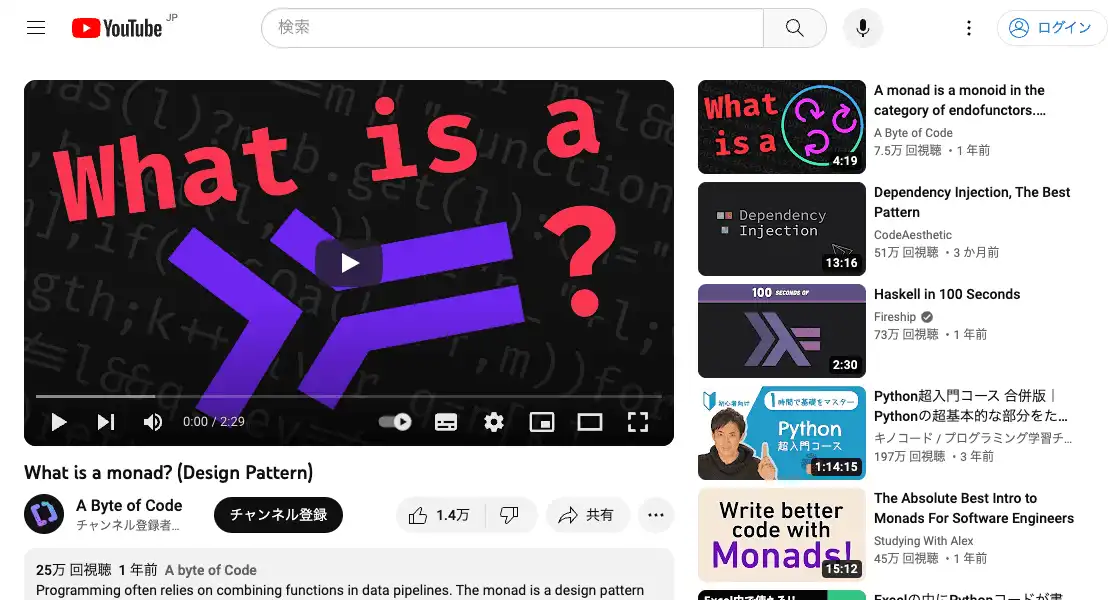 YouTube JP
検索
ログイン
What is a
?
0:00 / 2:29
What is a monad? (Design Pattern)
A Byte of Code
チャンネル登録者…
チャンネル登録
1.4万
共有
25万 回視聴 1 年前 A byte of Code
Programming often relies on combining functions in data pipelines. The monad is a design pattern
What is a
4:19
A monad is a monoid in the category of endofunctors.…
A Byte of Code
7.5万 回視聴 ・1 年前
Dependency
Injection
13:16
Dependency Injection, The Best
Pattern
CodeAesthetic
51万 回視聴 ・3 か月前
100 SECONDS OF
2:30
Haskell in 100 Seconds
Fireship
73万 回視聴 ・1 年前
初心者向け
1時間で基礎をマスター
Python
超入門コース
1:14:15
Python超入門コース 合併版｜
Pythonの超基本的な部分をた…
キノコード / プログラミング学習チ…
197万 回視聴 ・3 年前
Write better
code with
Monads!
15:12
The Absolute Best Intro to
Monads For Software Engineers
Studying With Alex
45万 回視聴 ・1 年前